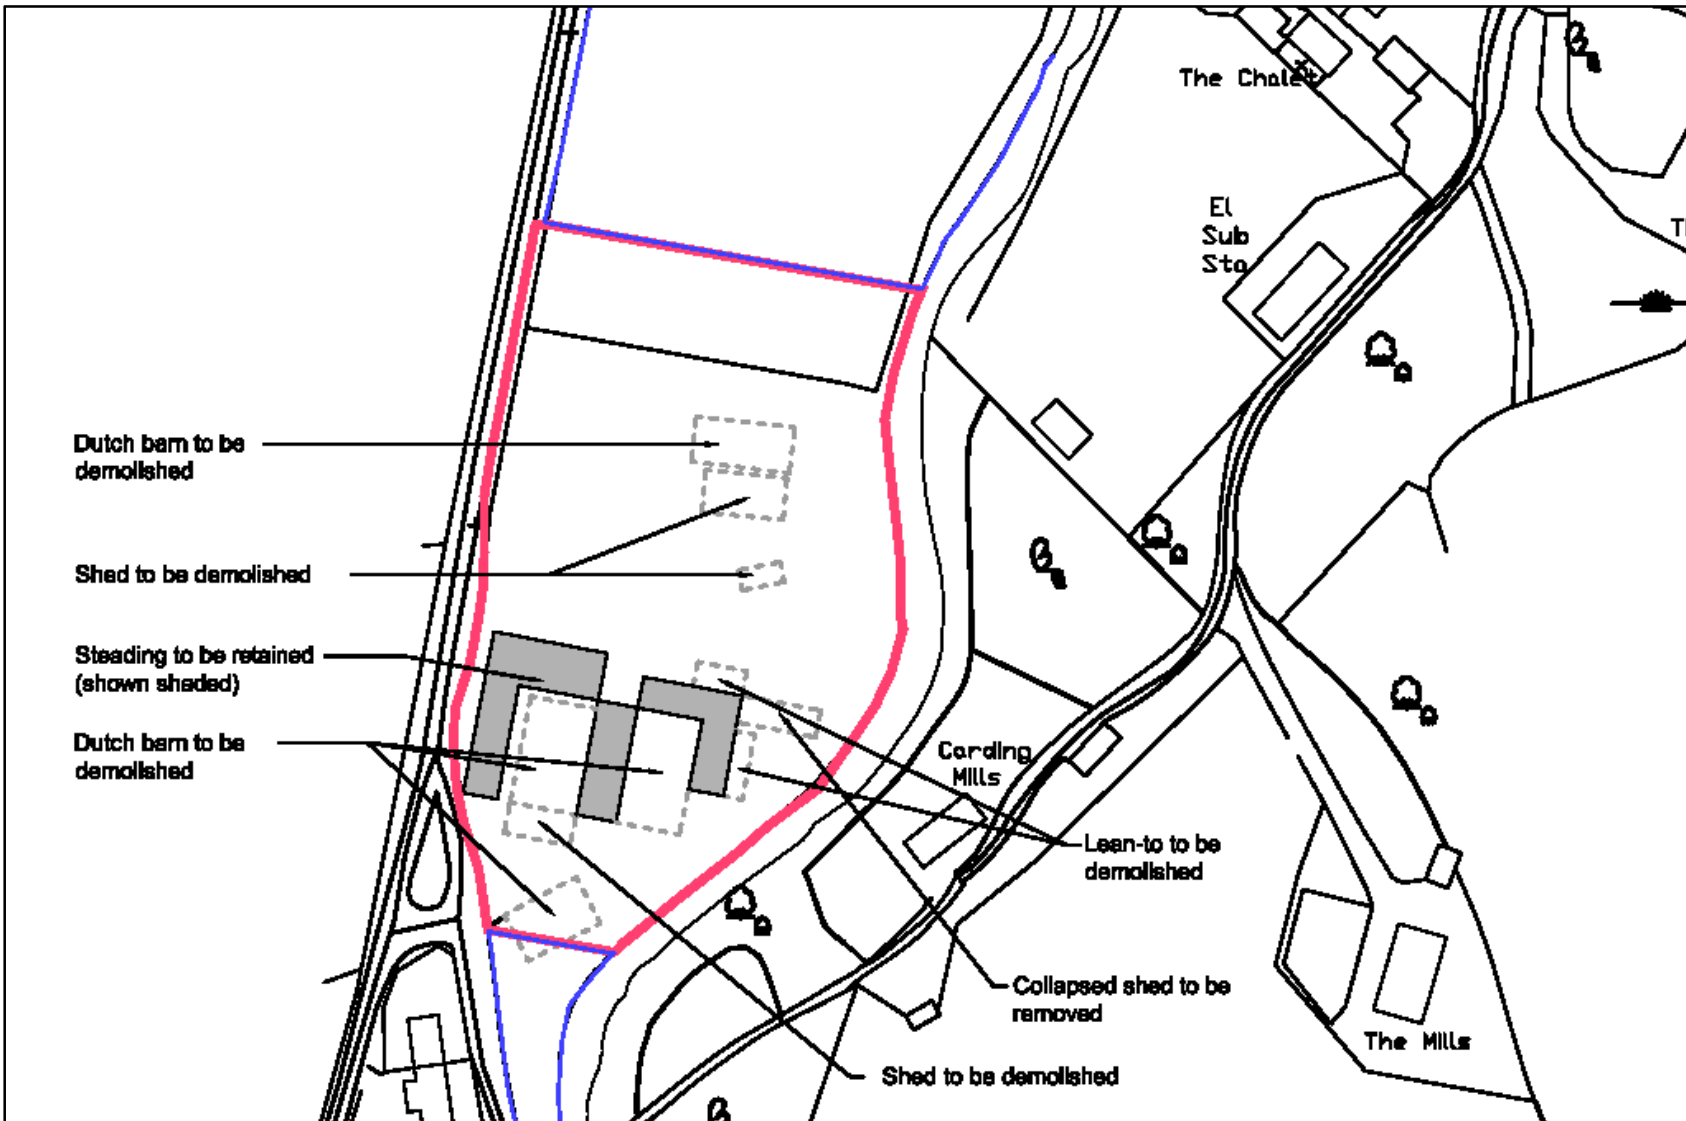 The Chalet
El
Sub
Sta
Dutch barn to be
demolished
Shed to be demolished
Steading to be retained
(shown shaded)
Dutch barn to be
demolished
Carding
Mills
Lean-to to be
demolished
Collapsed shed to be
removed
The Mills
Shed to be demolished